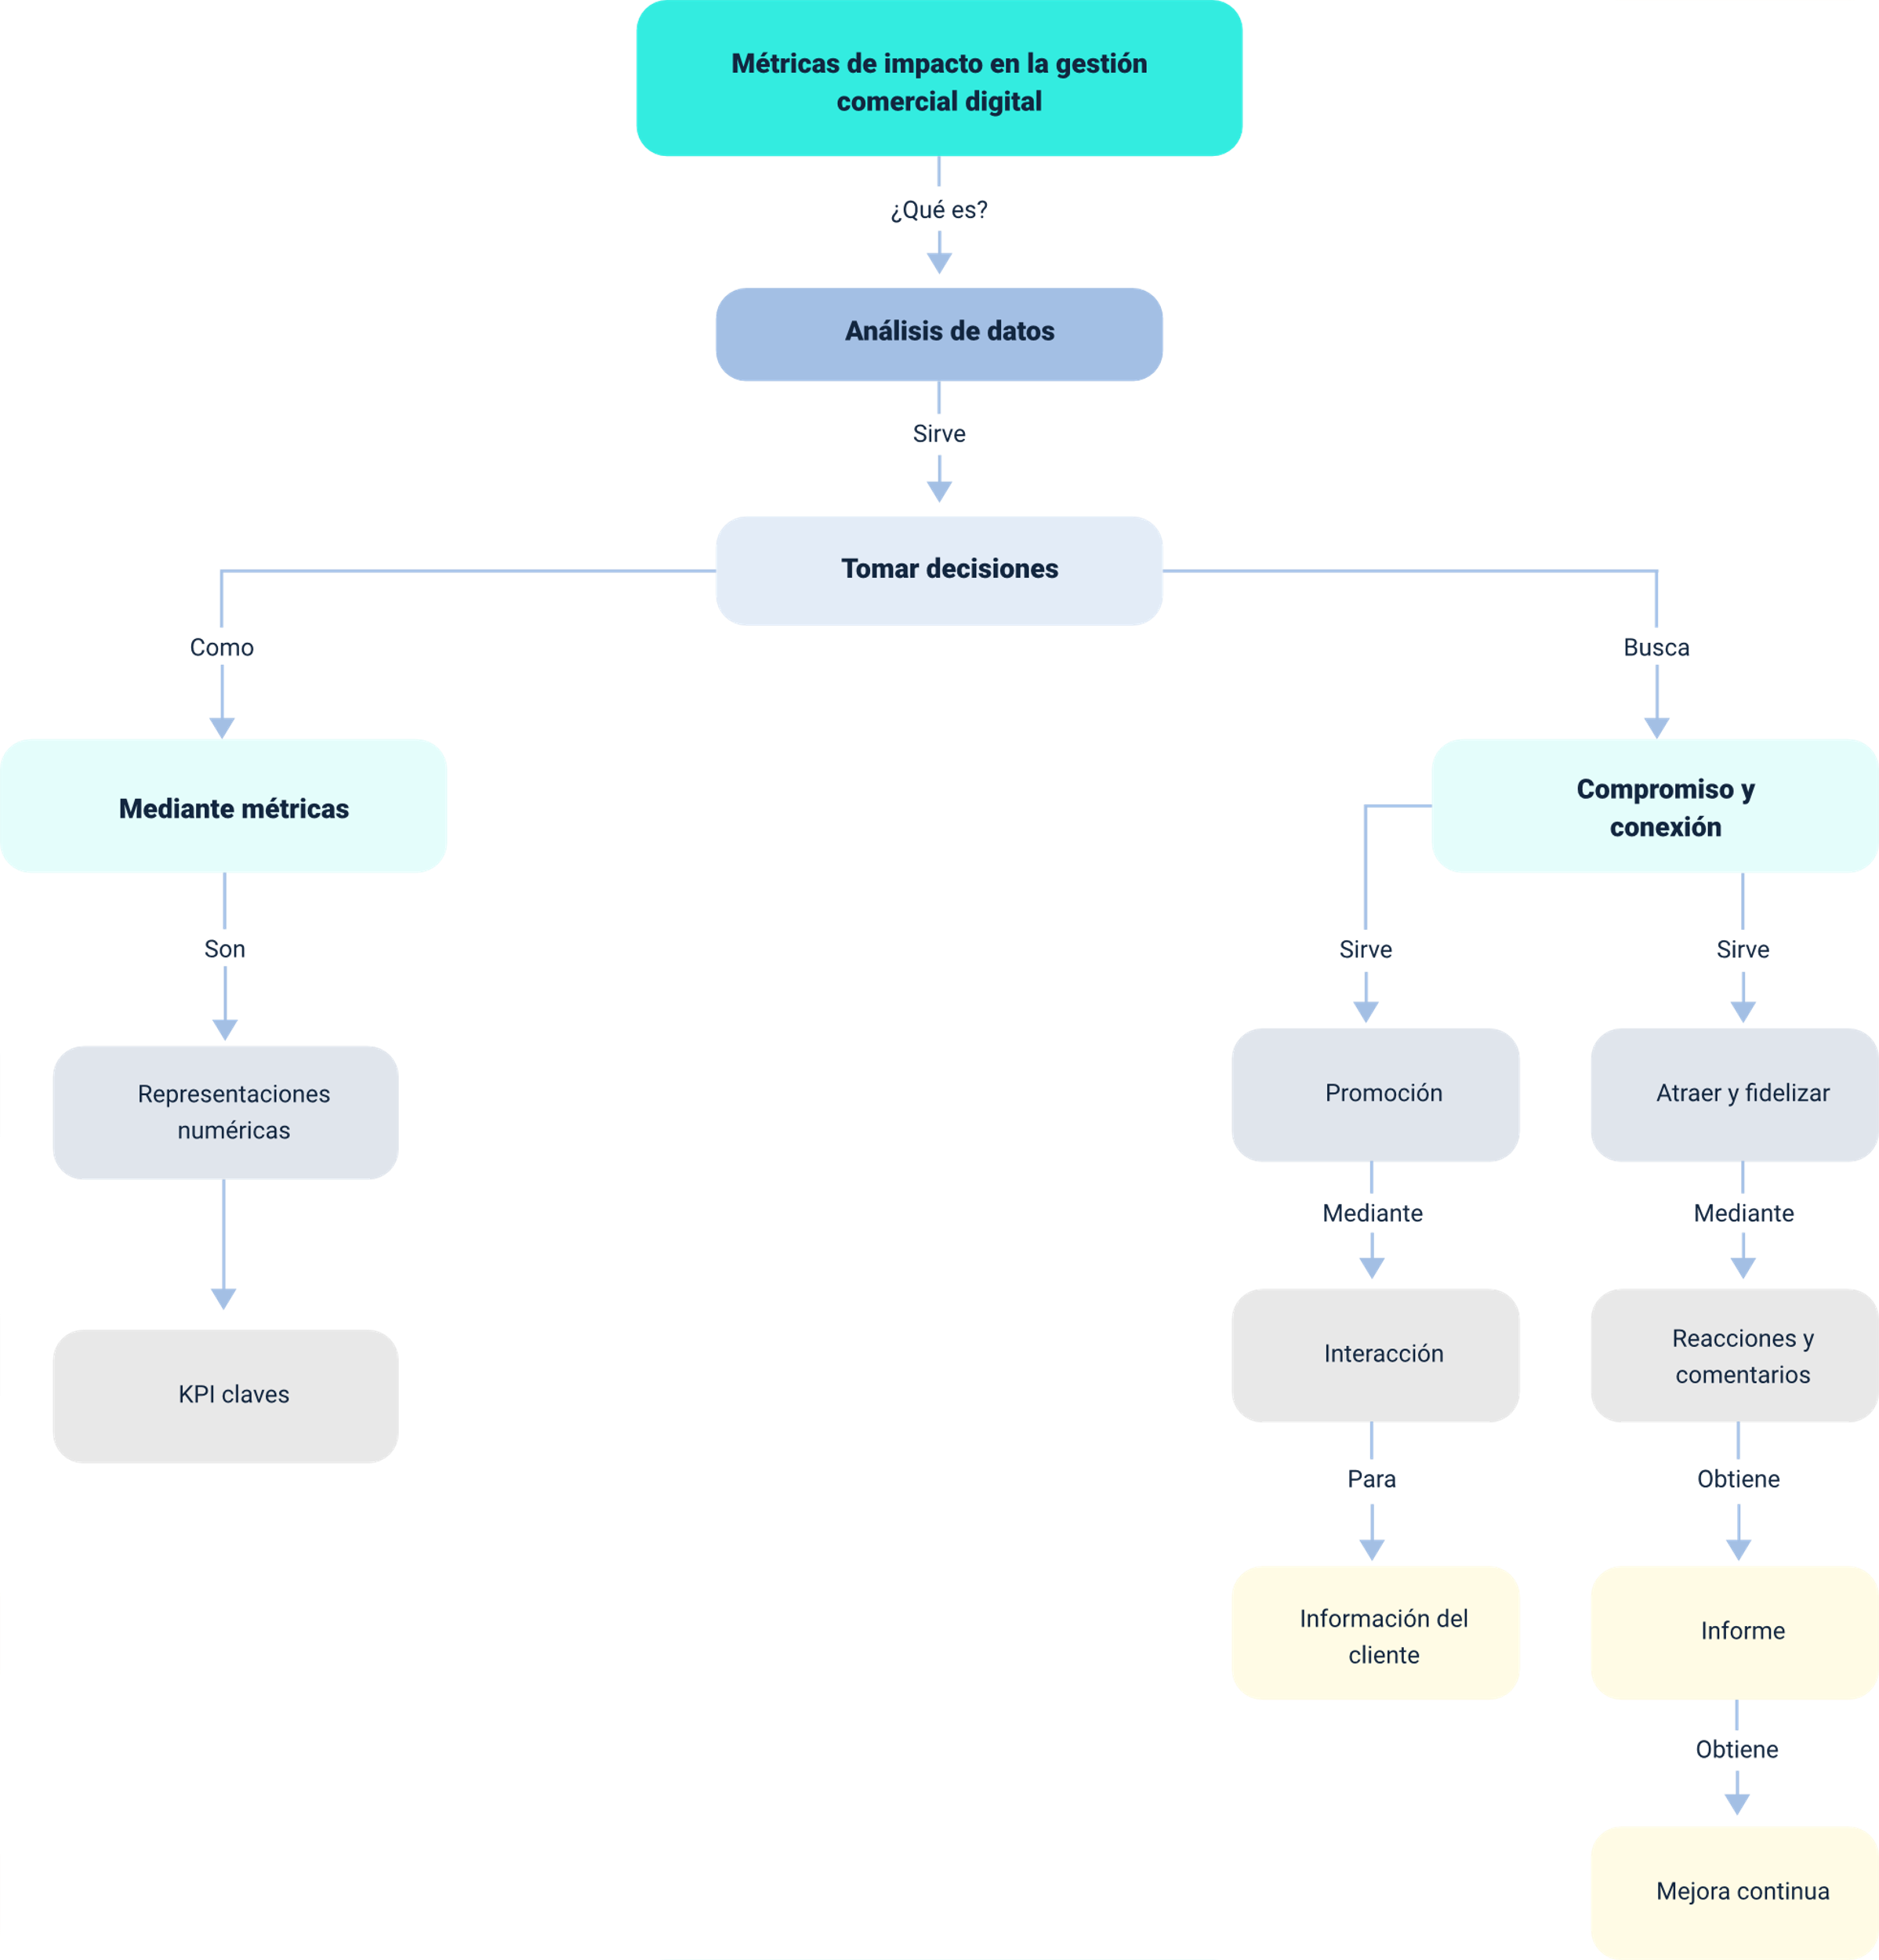 Métricas de impacto en la gestión
comercial digital
¿Qué es?
Análisis de datos
Sirve
Tomar decisiones
Como
Busca
Mediante métricas
Compromiso y
conexión
Son
Sirve
Sirve
Representaciones
numéricas
Promoción
Atraer y fidelizar
Mediante
Mediante
KPI claves
Interacción
Reacciones y
comentarios
Para
Obtiene
Información del
cliente
Informe
Obtiene
Mejora continua